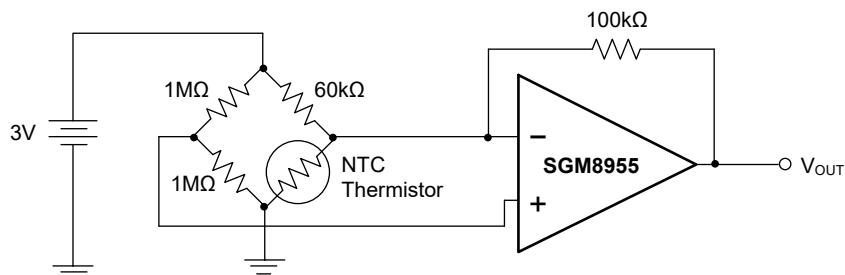 100kΩ
1MΩ
60kΩ
3V
1MΩ
NTC
Thermistor
−
SGM8955
+
VOUT